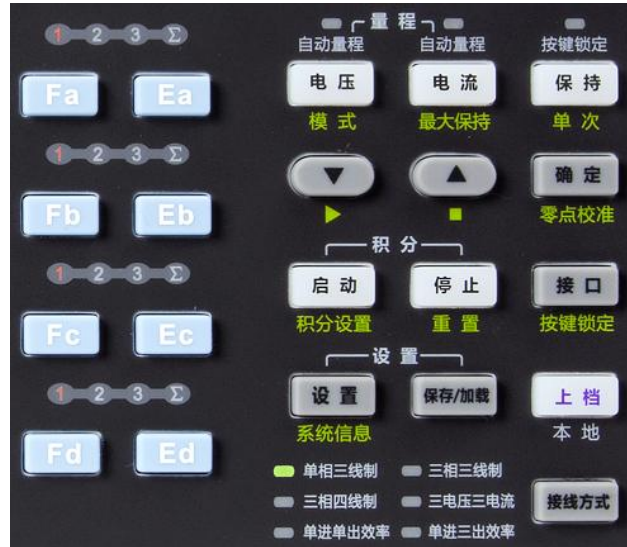 1 2 3 Σ
量 程
自动量程 自动量程 按键锁定
Fa Ea 电 压 电 流 保 持
模 式 最大保持 单 次
1 2 3 Σ
▼ ▲ 确 定
Fb Eb ▶ ■ 零点校准
积 分
1 2 3 Σ
启 动 停 止 接 口
Fc Ec 积分设置 重 置 按键锁定
设 置
1 2 3 Σ
设 置 保存/加载 上 档
Fd Ed 系统信息 本 地
单相三线制 三相三线制
三相四线制 三电压三电流 接线方式
单进单出效率 单进三出效率